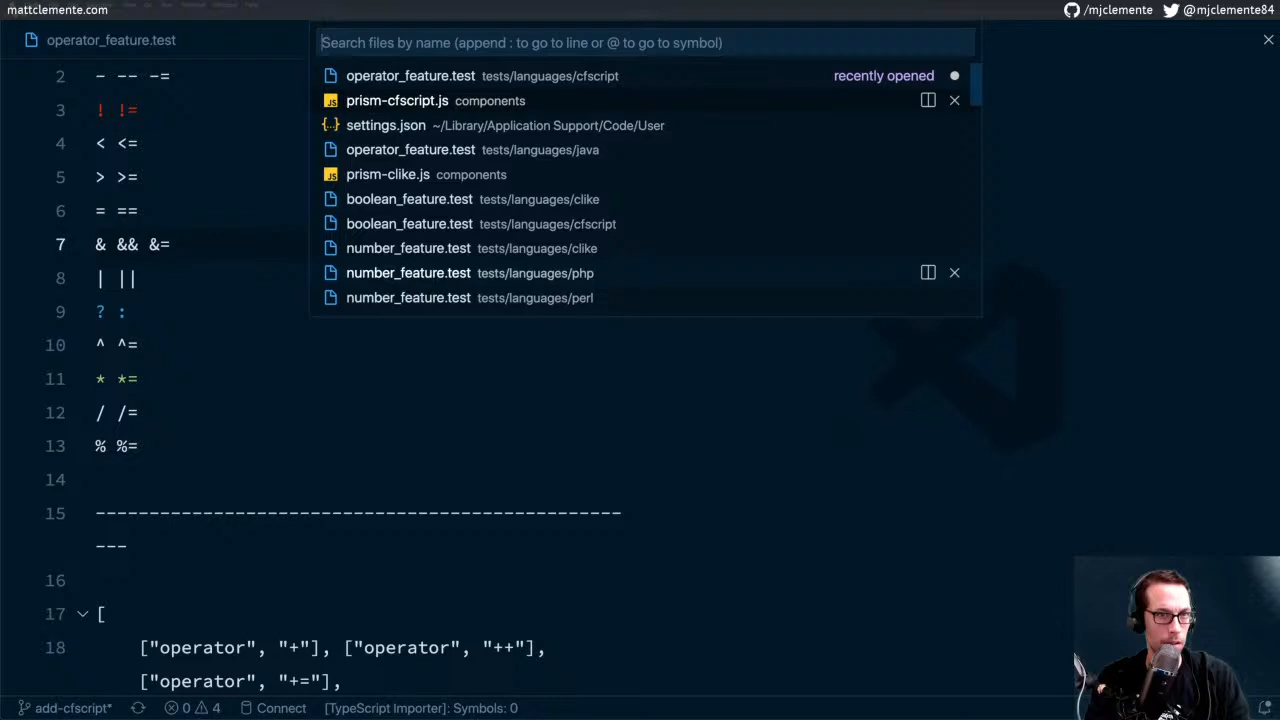 mattclemente.com
/mjclemente
@mjclemente84
operator_feature.test
Search files by name (append : to go to line or @ to go to symbol)
operator_feature.test tests/languages/cfscript recently opened
prism-cfscript.js components
settings.json ~/Library/Application Support/Code/User
operator_feature.test tests/languages/java
prism-clike.js components
boolean_feature.test tests/languages/clike
boolean_feature.test tests/languages/cfscript
number_feature.test tests/languages/clike
number_feature.test tests/languages/php
number_feature.test tests/languages/perl
2 - -- -=
3 ! !=
4 < <=
5 > >=
6 = ==
7 & && &=
8 | ||
9 ? :
10 ^ ^=
11 * *=
12 / /=
13 % %=
14
15 -------------------------------------------------
---
16
17 [
18 ["operator", "+"], ["operator", "++"],
["operator", "+="],
add-cfscript* 0 4 Connect [TypeScript Importer]: Symbols: 0